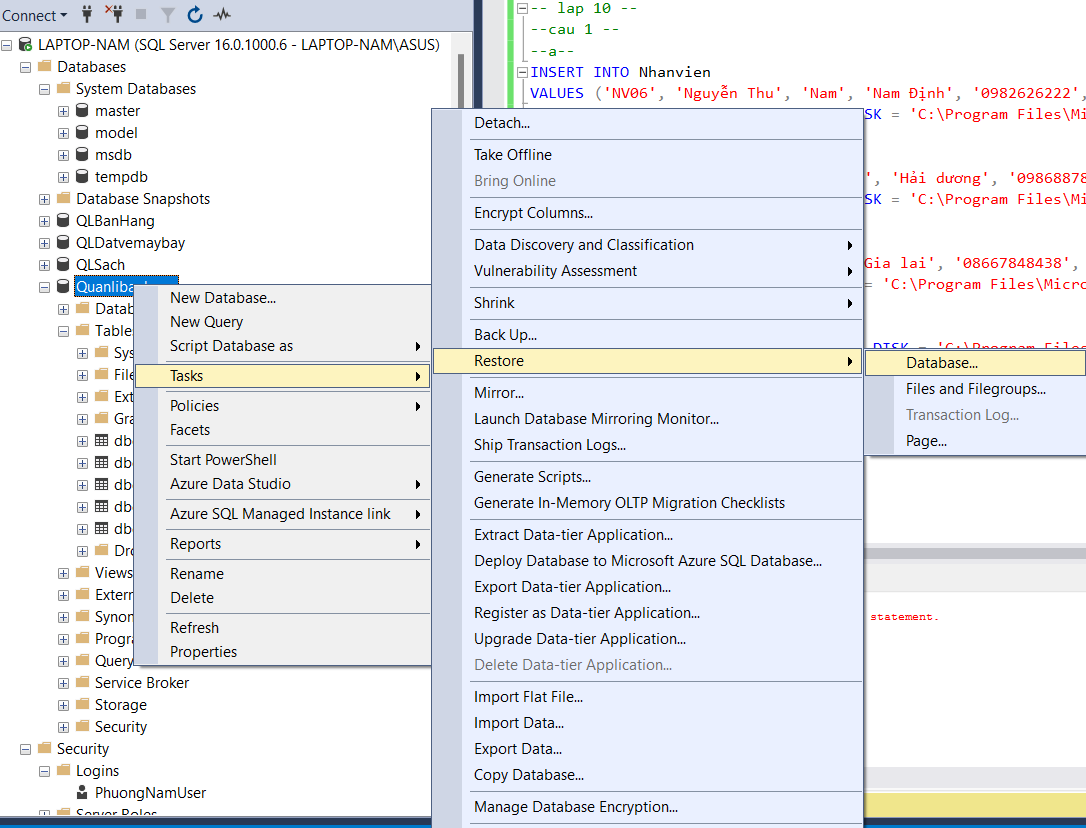 Connect
LAPTOP-NAM (SQL Server 16.0.1000.6 - LAPTOP-NAM\ASUS)
Databases
System Databases
master
model
msdb
tempdb
Database Snapshots
QLBanHang
QLDatvemaybay
QLSach
Quanliba
Datab
Table
Sys
File
Ext
Gra
db
db
db
db
db
Dro
Views
Extern
Synon
Progra
Query
Service Broker
Storage
Security
Security
Logins
PhuongNamUser
Server Roles
New Database...
New Query
Script Database as
Tasks
Policies
Facets
Start PowerShell
Azure Data Studio
Azure SQL Managed Instance link
Reports
Rename
Delete
Refresh
Properties
Detach...
Take Offline
Bring Online
Encrypt Columns...
Data Discovery and Classification
Vulnerability Assessment
Shrink
Back Up...
Restore
Mirror...
Launch Database Mirroring Monitor...
Ship Transaction Logs...
Generate Scripts...
Generate In-Memory OLTP Migration Checklists
Extract Data-tier Application...
Deploy Database to Microsoft Azure SQL Database...
Export Data-tier Application...
Register as Data-tier Application...
Upgrade Data-tier Application...
Delete Data-tier Application...
Import Flat File...
Import Data...
Export Data...
Copy Database...
Manage Database Encryption...
Database...
Files and Filegroups...
Transaction Log...
Page...
-- lap 10 --
--cau 1 --
--a--
INSERT INTO Nhanvien
VALUES ('NV06', 'Nguyễn Thu', 'Nam', 'Nam Định', '0982626222',
SK = 'C:\Program Files\Mi
', 'Hải dương', '09868878
SK = 'C:\Program Files\Mi
Gia lai', '08667848438',
= 'C:\Program Files\Micro
DISK = 'C:\Program Files
statement.